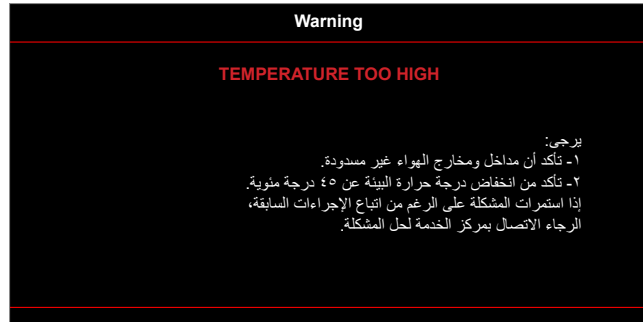 Warning
TEMPERATURE TOO HIGH
يرجى:
١- تأكد أن مداخل ومخارج الهواء غير مسدودة.
٢- تأكد من انخفاض درجة حرارة البيئة عن ٤٥ درجة مئوية.
إذا استمرات المشكلة على الرغم من اتباع الإجراءات السابقة،
الرجاء الاتصال بمركز الخدمة لحل المشكلة.